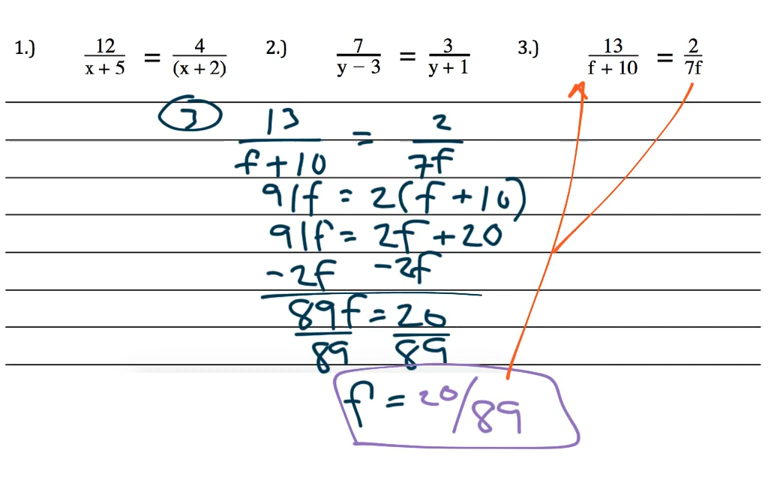 1.) 12/(x + 5) = 4/((x + 2)) 2.) 7/(y − 3) = 3/(y + 1) 3.) 13/(f + 10) = 2/(7f)
③ 13/(f+10) = 2/(7f)
91f = 2(f+10)
91f = 2f+20
-2f -2f
89f = 20
89 89
f = 20/89